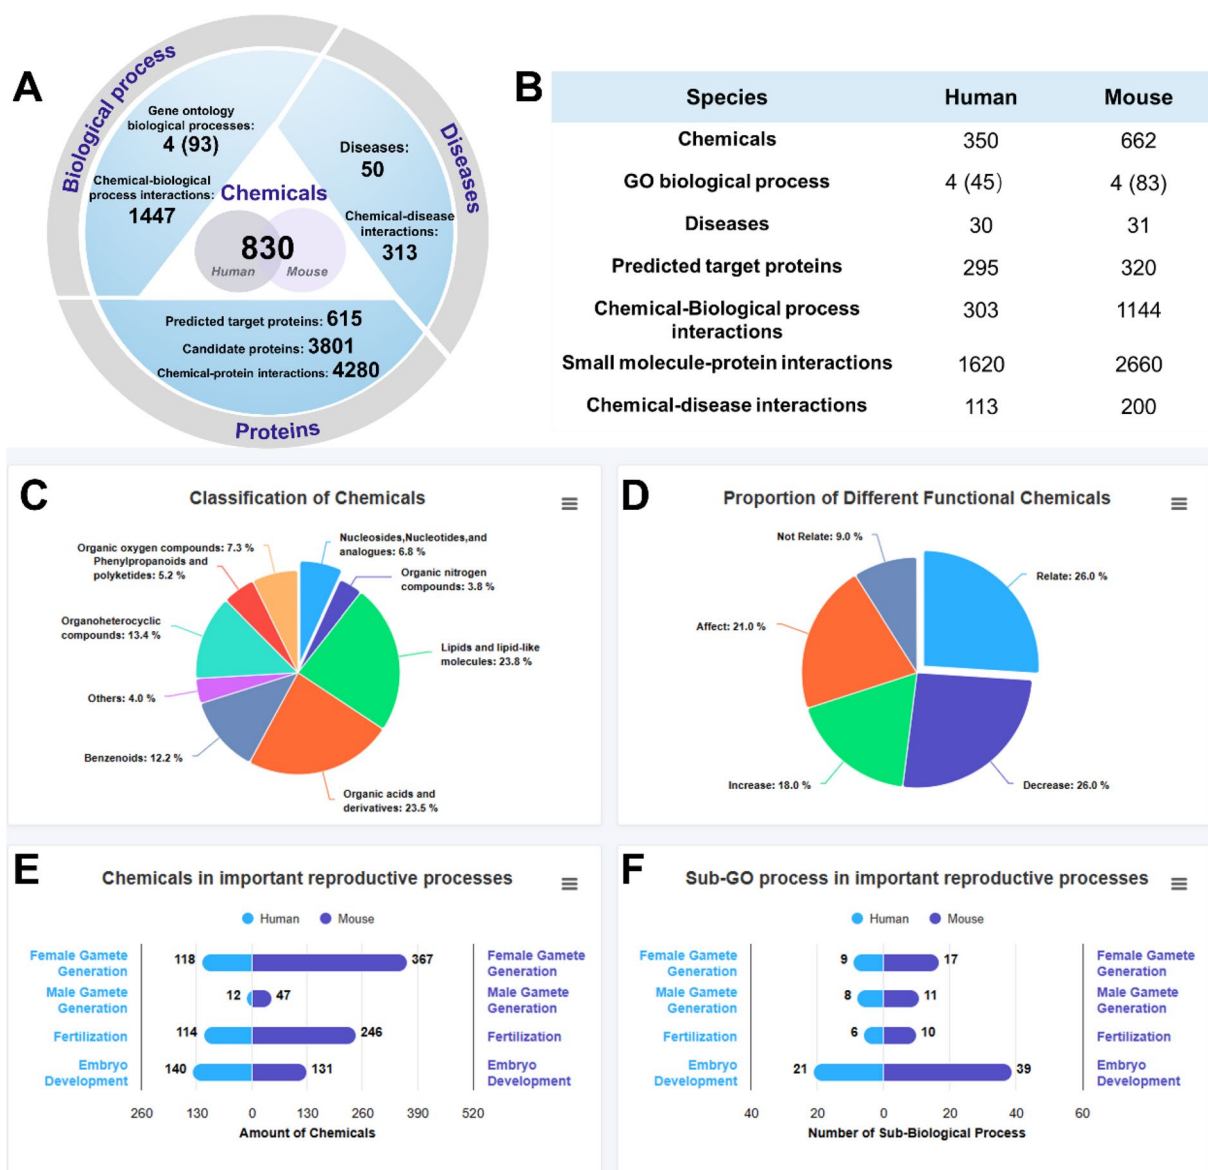 A
Biological process
Diseases
Proteins
Gene ontology
biological processes:
4 (93)
Chemical-biological
process interactions:
1447
Diseases:
50
Chemical-disease
interactions:
313
Chemicals
830
Human
Mouse
Predicted target proteins: 615
Candidate proteins: 3801
Chemical-protein interactions: 4280
B
Species Human Mouse
Chemicals 350 662
GO biological process 4 (45) 4 (83)
Diseases 30 31
Predicted target proteins 295 320
Chemical-Biological process
interactions 303 1144
Small molecule-protein interactions 1620 2660
Chemical-disease interactions 113 200
C
Classification of Chemicals
Nucleosides,Nucleotides,and
analogues: 6.8 %
Organic nitrogen
compounds: 3.8 %
Lipids and lipid-like
molecules: 23.8 %
Organic acids and
derivatives: 23.5 %
Benzenoids: 12.2 %
Others: 4.0 %
Organoheterocyclic
compounds: 13.4 %
Phenylpropanoids and
polyketides: 5.2 %
Organic oxygen compounds: 7.3 %
D
Proportion of Different Functional Chemicals
Not Relate: 9.0 %
Relate: 26.0 %
Affect: 21.0 %
Increase: 18.0 %
Decrease: 26.0 %
E
Chemicals in important reproductive processes
Human Mouse
Female Gamete
Generation
118 367
Female Gamete
Generation
Male Gamete
Generation
12 47
Male Gamete
Generation
Fertilization 114 246 Fertilization
Embryo
Development
140 131
Embryo
Development
260 130 0 130 260 390 520
Amount of Chemicals
F
Sub-GO process in important reproductive processes
Human Mouse
Female Gamete
Generation
9 17
Female Gamete
Generation
Male Gamete
Generation
8 11
Male Gamete
Generation
Fertilization 6 10 Fertilization
Embryo
Development
21 39
Embryo
Development
40 20 0 20 40 60
Number of Sub-Biological Process